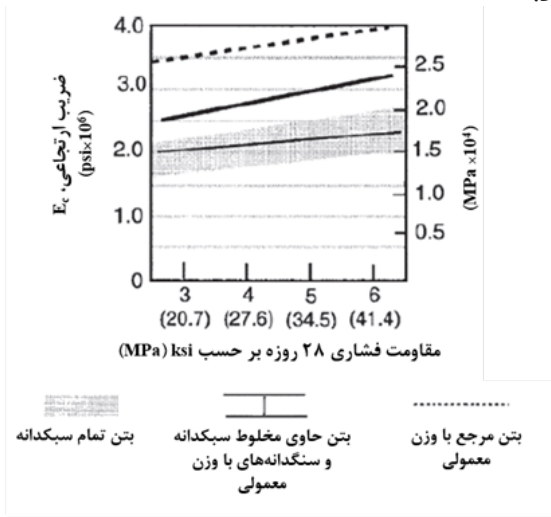 4.0
3.0
2.0
1.0
0
ضریب ارتجاعی، Ec
(psi×10⁶)
2.5
2.0
1.5
1.0
0.5
(MPa ×10⁴)
3 4 5 6
(20.7) (27.6) (34.5) (41.4)
مقاومت فشاری ۲۸ روزه بر حسب ksi (MPa)
بتن مرجع با وزن
معمولی
بتن حاوی مخلوط سبکدانه
و سنگدانه‌های با وزن
معمولی
بتن تمام سبکدانه